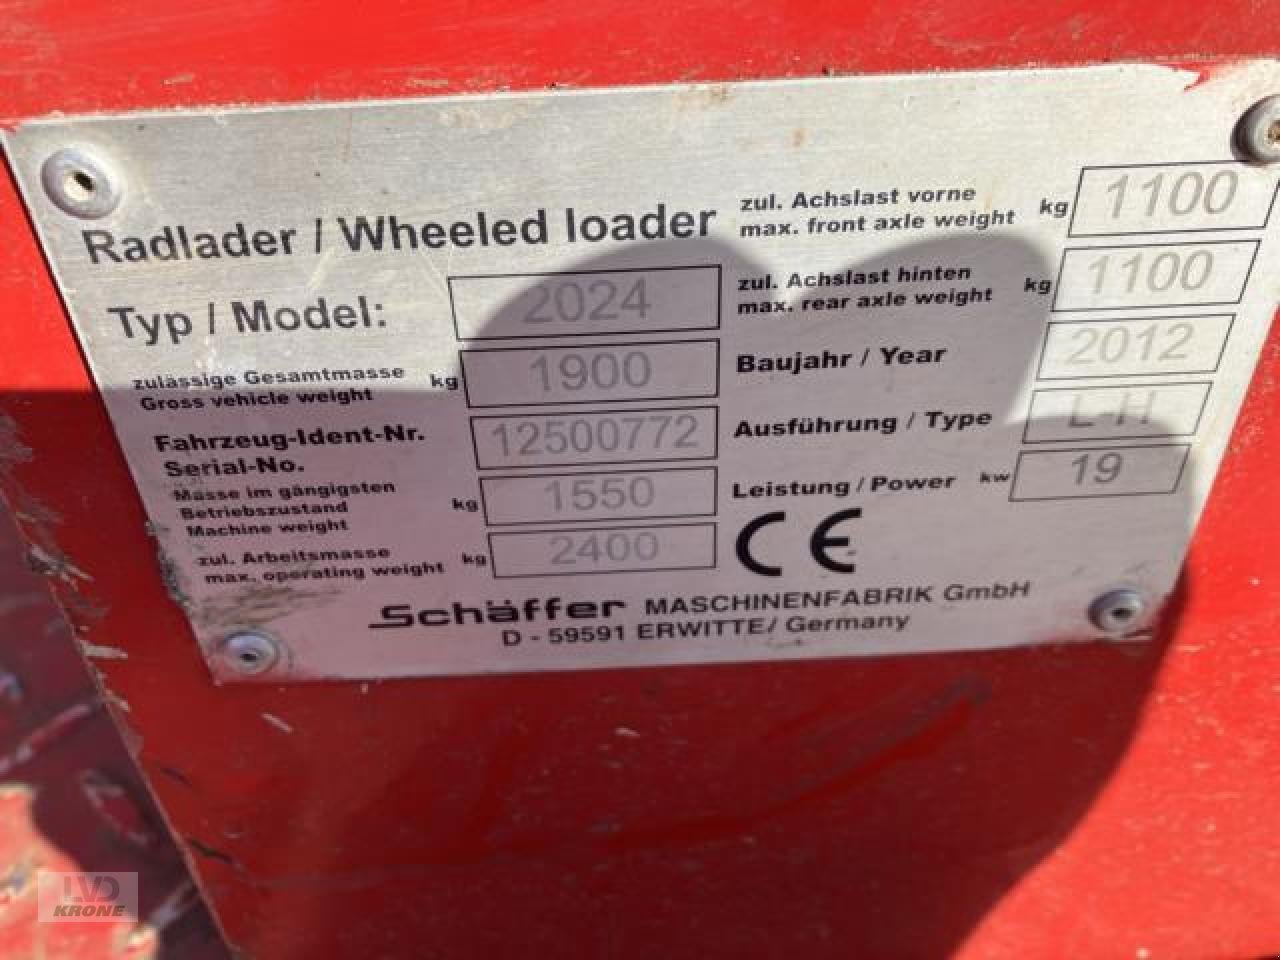 Radlader / Wheeled loader
Typ / Model: 2024
zulässige Gesamtmasse
Gross vehicle weight kg 1900
Fahrzeug-Ident-Nr.
Serial-No. 12500772
Masse im gängigsten
Betriebszustand
Machine weight kg 1550
zul. Arbeitsmasse
max. operating weight kg 2400
zul. Achslast vorne
max. front axle weight kg 1100
zul. Achslast hinten
max. rear axle weight kg 1100
Baujahr / Year 2012
Ausführung / Type L-H
Leistung / Power kw 19
CE
Schäffer MASCHINENFABRIK GmbH
D - 59591 ERWITTE / Germany
LVD
KRONE